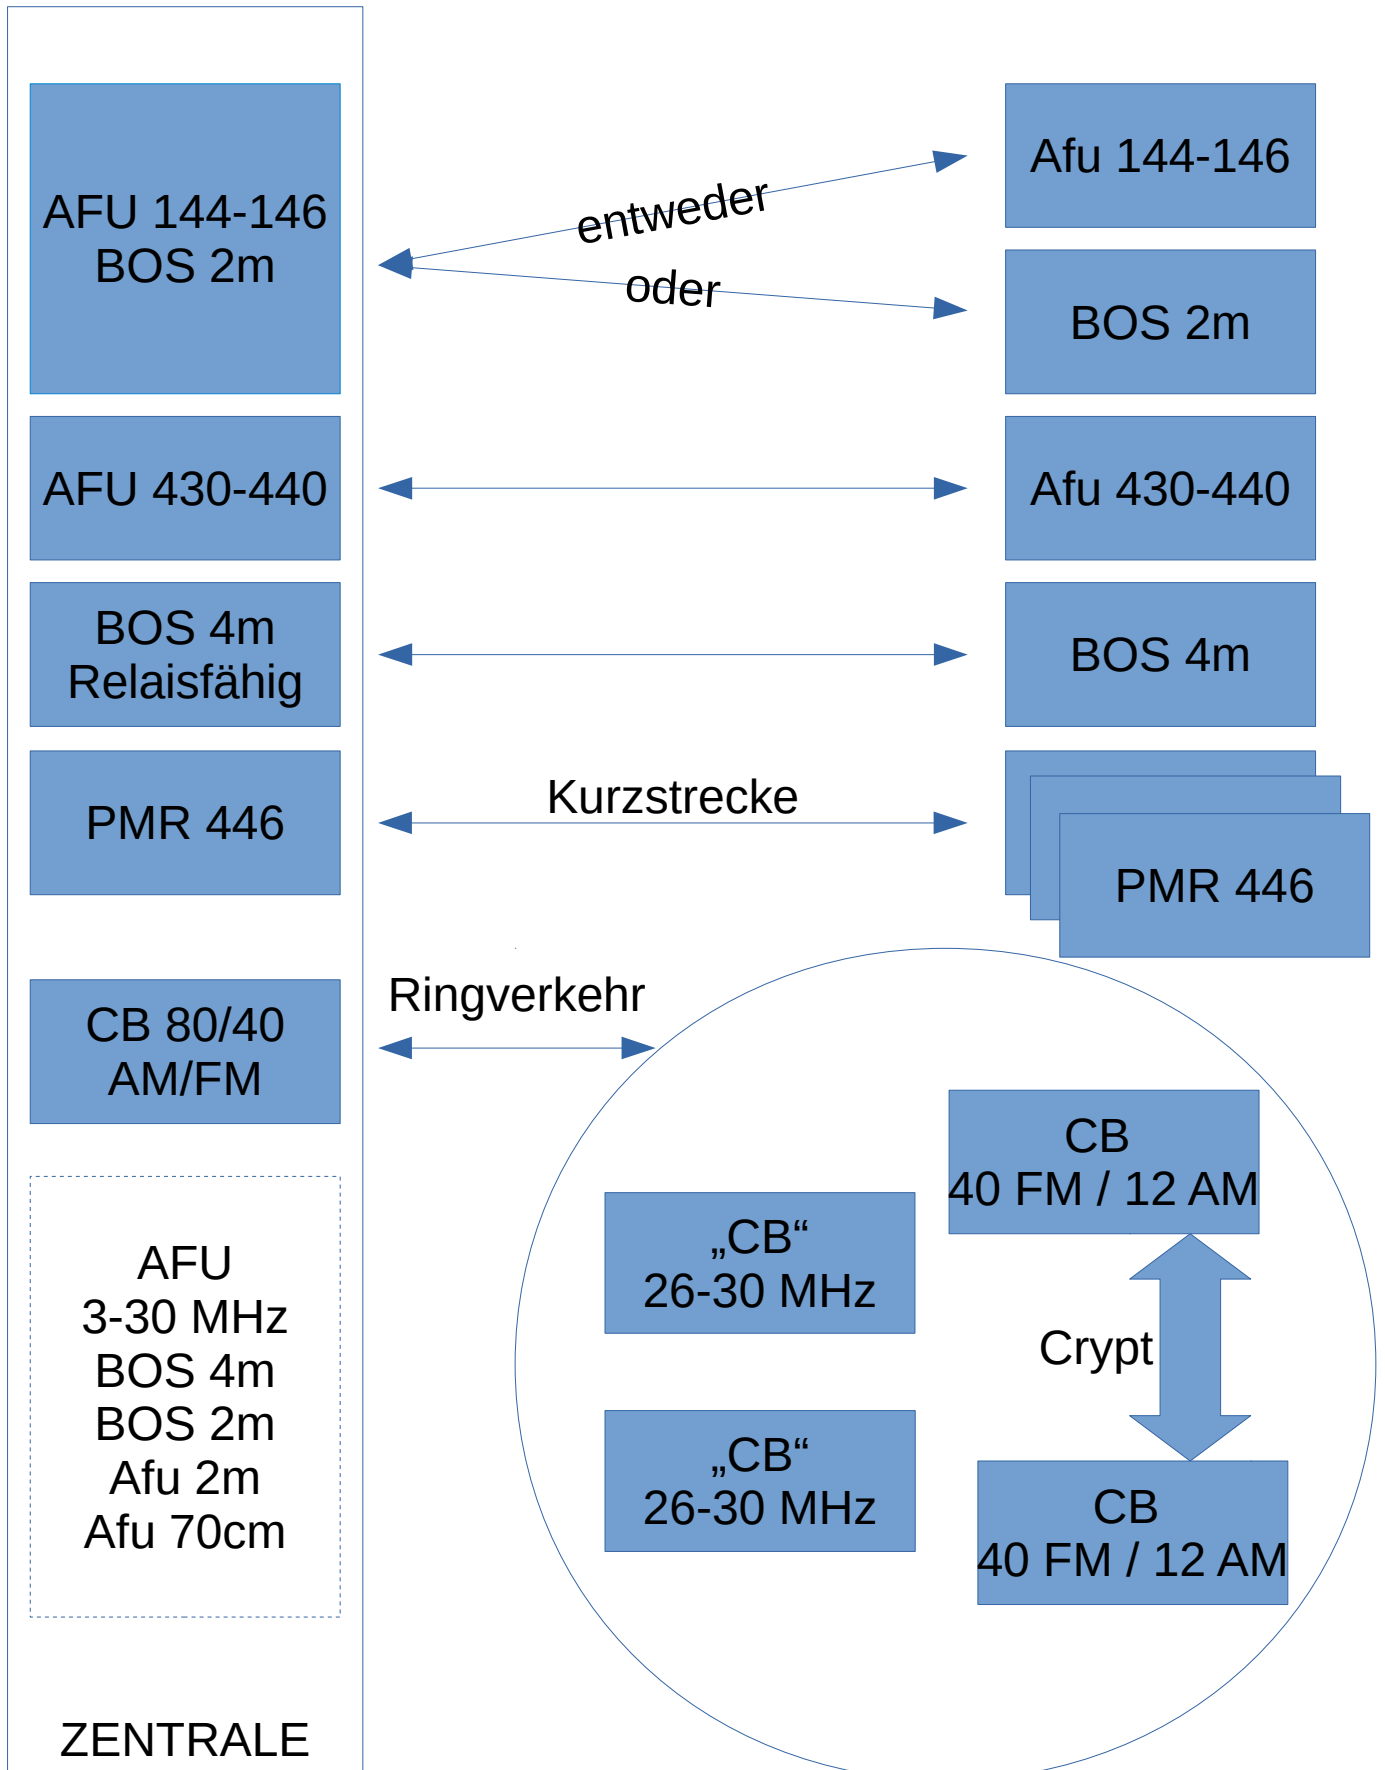 AFU 144-146
BOS 2m
entweder
oder
Afu 144-146
BOS 2m
AFU 430-440
Afu 430-440
BOS 4m
Relaisfähig
BOS 4m
PMR 446
Kurzstrecke
PMR 446
CB 80/40
AM/FM
Ringverkehr
CB
40 FM / 12 AM
„CB“
26-30 MHz
Crypt
„CB“
26-30 MHz
CB
40 FM / 12 AM
AFU
3-30 MHz
BOS 4m
BOS 2m
Afu 2m
Afu 70cm
ZENTRALE